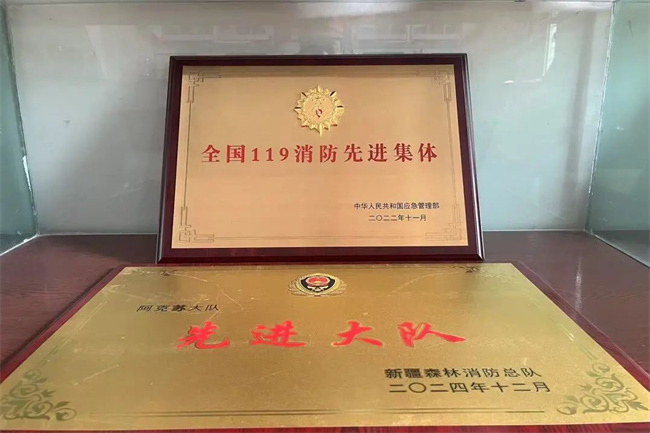 全国119消防先进集体
中华人民共和国应急管理部
二〇二二年十一月
阿克苏大队
先进大队
新疆森林消防总队
二〇二四年十二月